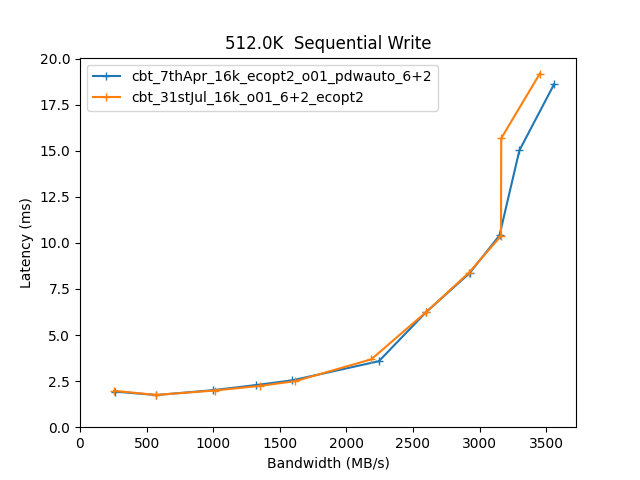 512.0K  Sequential Write
cbt_7thApr_16k_ecopt2_o01_pdwauto_6+2
cbt_31stJul_16k_o01_6+2_ecopt2
Latency (ms)
20.0
17.5
15.0
12.5
10.0
7.5
5.0
2.5
0.0
0 500 1000 1500 2000 2500 3000 3500
Bandwidth (MB/s)